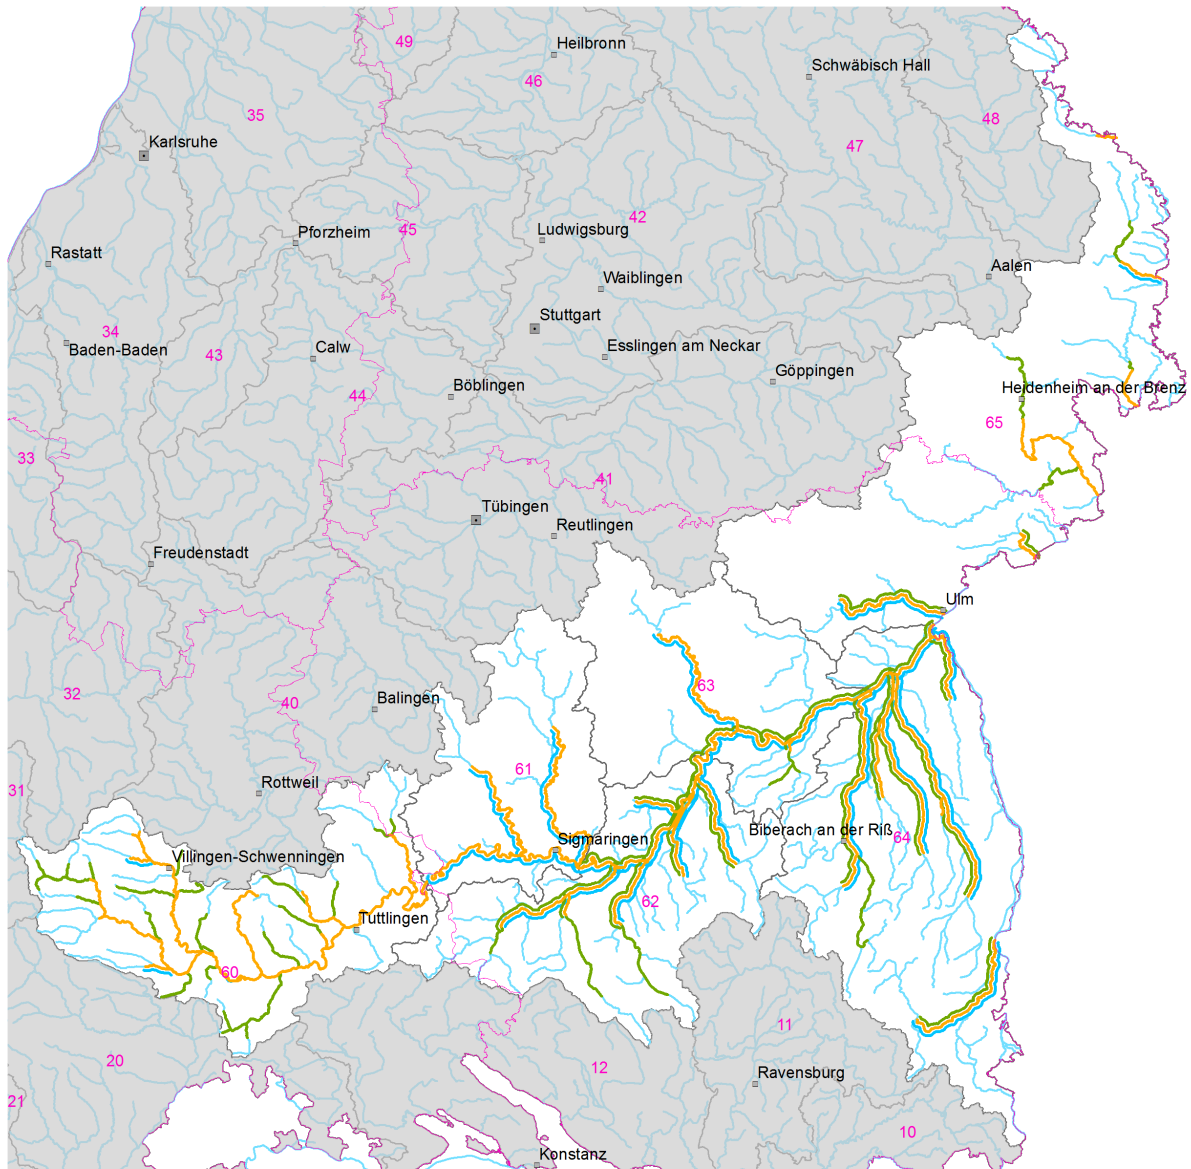 49
Heilbronn
46
Schwäbisch Hall
35
48
Karlsruhe
47
42
Pforzheim
45
Ludwigsburg
Rastatt
Aalen
Waiblingen
Stuttgart
34
Baden-Baden
43
Calw
Esslingen am Neckar
Göppingen
Böblingen
44
Heidenheim an der Brenz
65
33
41
Tübingen
Reutlingen
Freudenstadt
Ulm
32
40
Balingen
63
61
Rottweil
31
Biberach an der Riß
64
Sigmaringen
Villingen-Schwenningen
62
Tuttlingen
60
11
20
12
Ravensburg
21
10
Konstanz